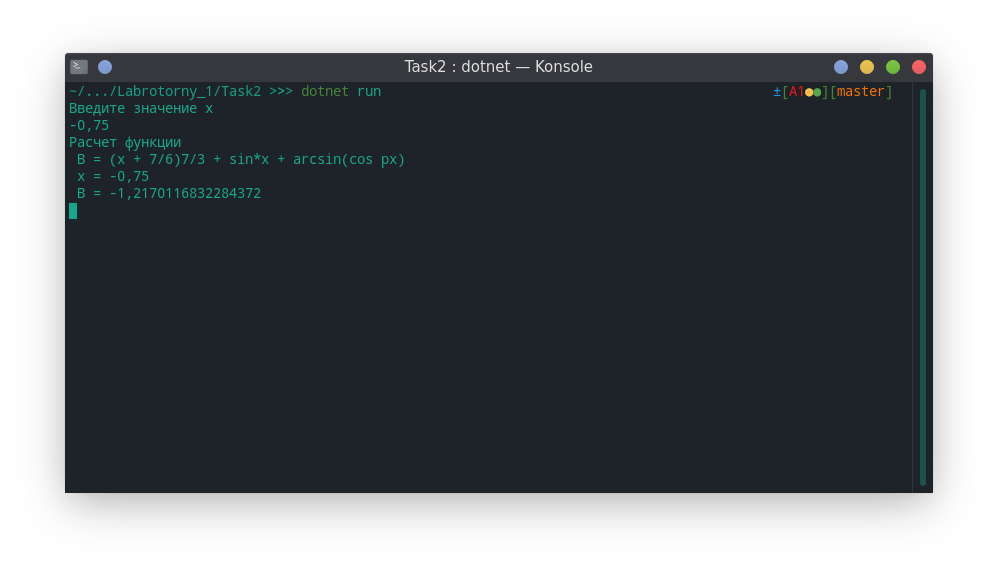 Task2 : dotnet — Konsole
~/.../Labrotorny_1/Task2 >>> dotnet run ±[A1●●][master]
Введите значение x
-0,75
Расчет функции
B = (x + 7/6)7/3 + sin*x + arcsin(cos px)
x = -0,75
B = -1,2170116832284372